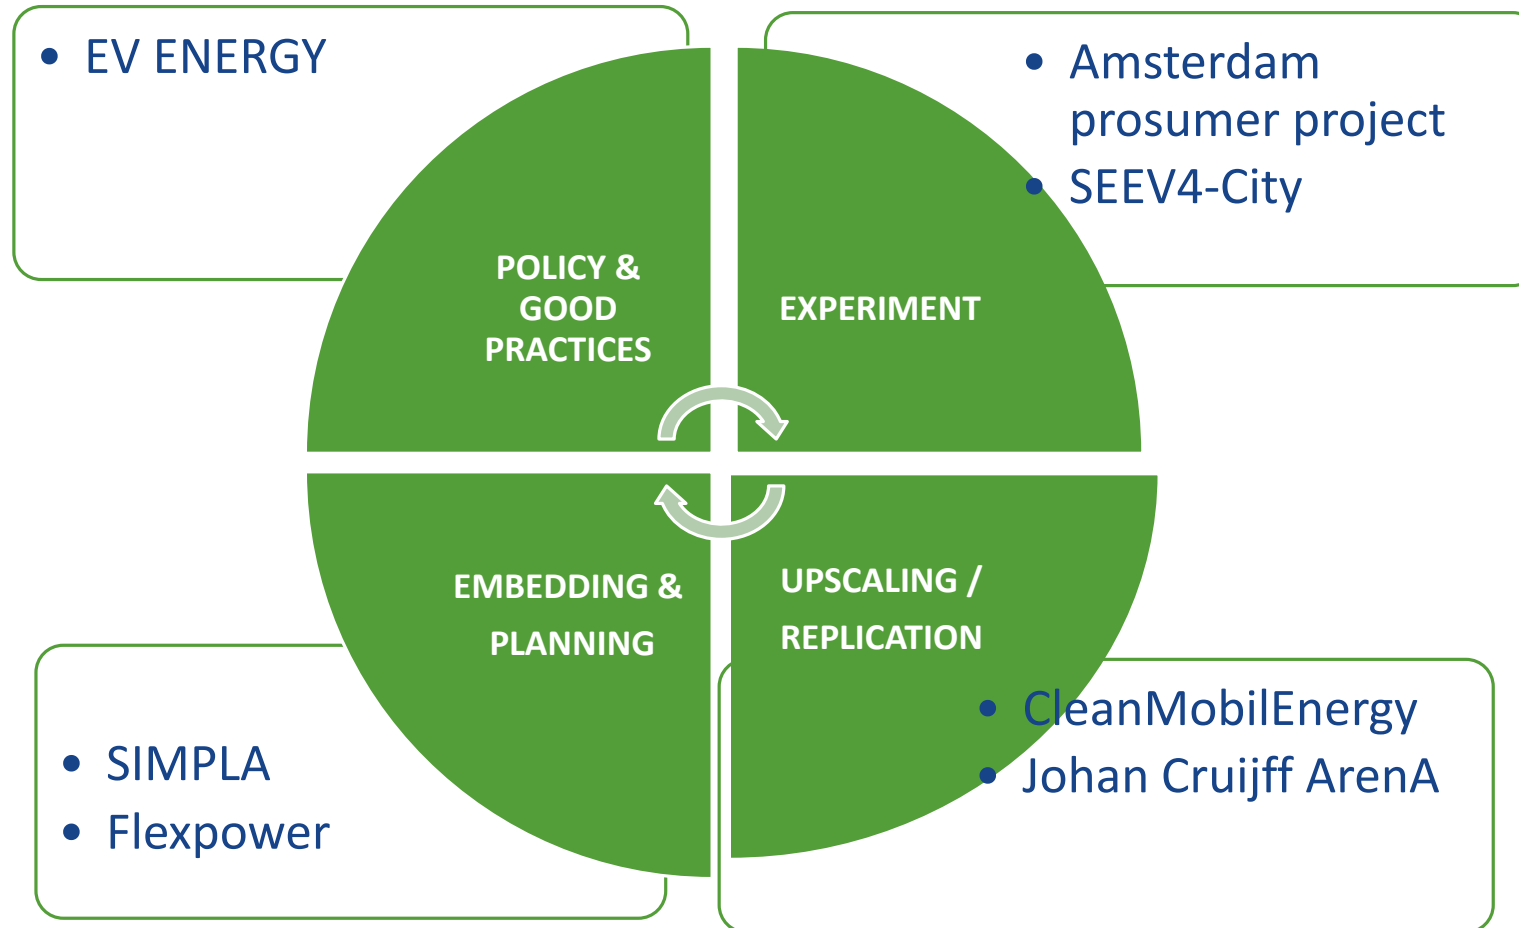 • EV ENERGY
• Amsterdam
prosumer project
• SEEV4-City
POLICY &
GOOD
PRACTICES
EXPERIMENT
EMBEDDING &
PLANNING
UPSCALING /
REPLICATION
• SIMPLA
• Flexpower
• CleanMobilEnergy
• Johan Cruijff ArenA